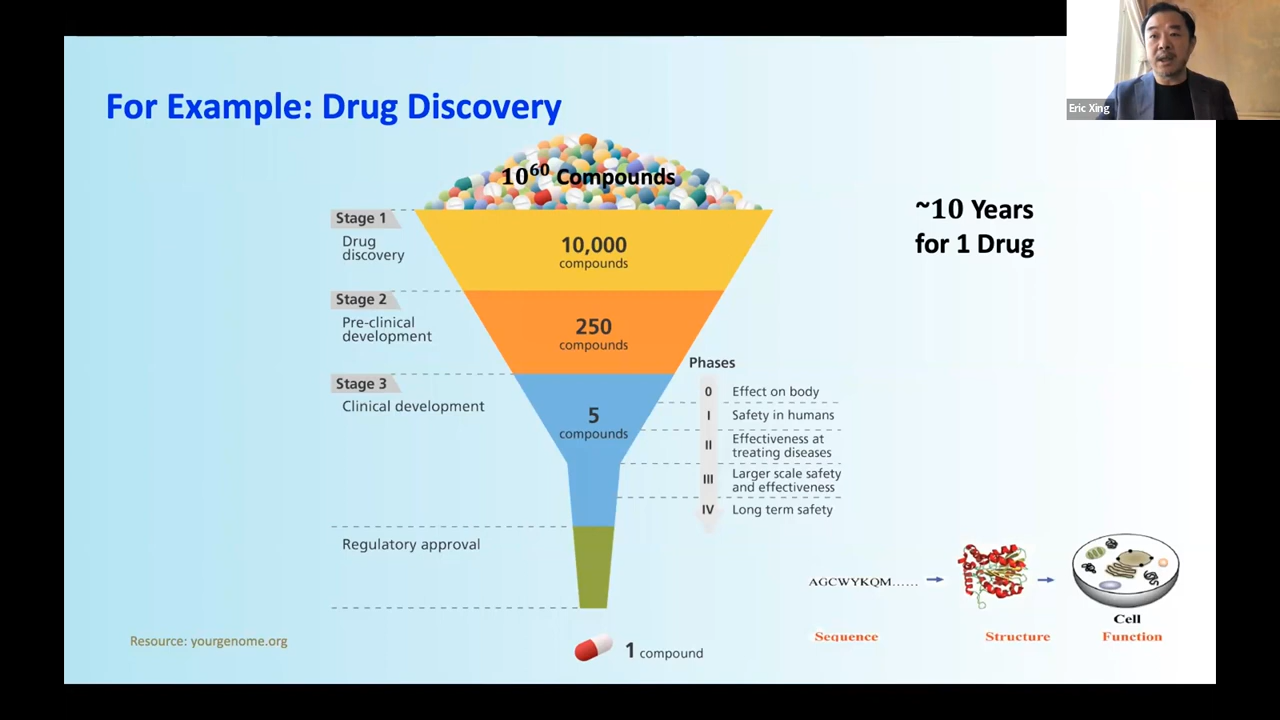 Eric Xing
For Example: Drug Discovery
10⁶⁰ Compounds
~10 Years
for 1 Drug
Stage 1
Drug
discovery
10,000
compounds
Stage 2
Pre-clinical
development
250
compounds
Stage 3
Clinical development
5
compounds
Phases
0 Effect on body
I Safety in humans
II Effectiveness at
treating diseases
III Larger scale safety
and effectiveness
IV Long term safety
Regulatory approval
1 compound
AGCWYKQM......
Cell
Sequence
Structure
Function
Resource: yourgenome.org